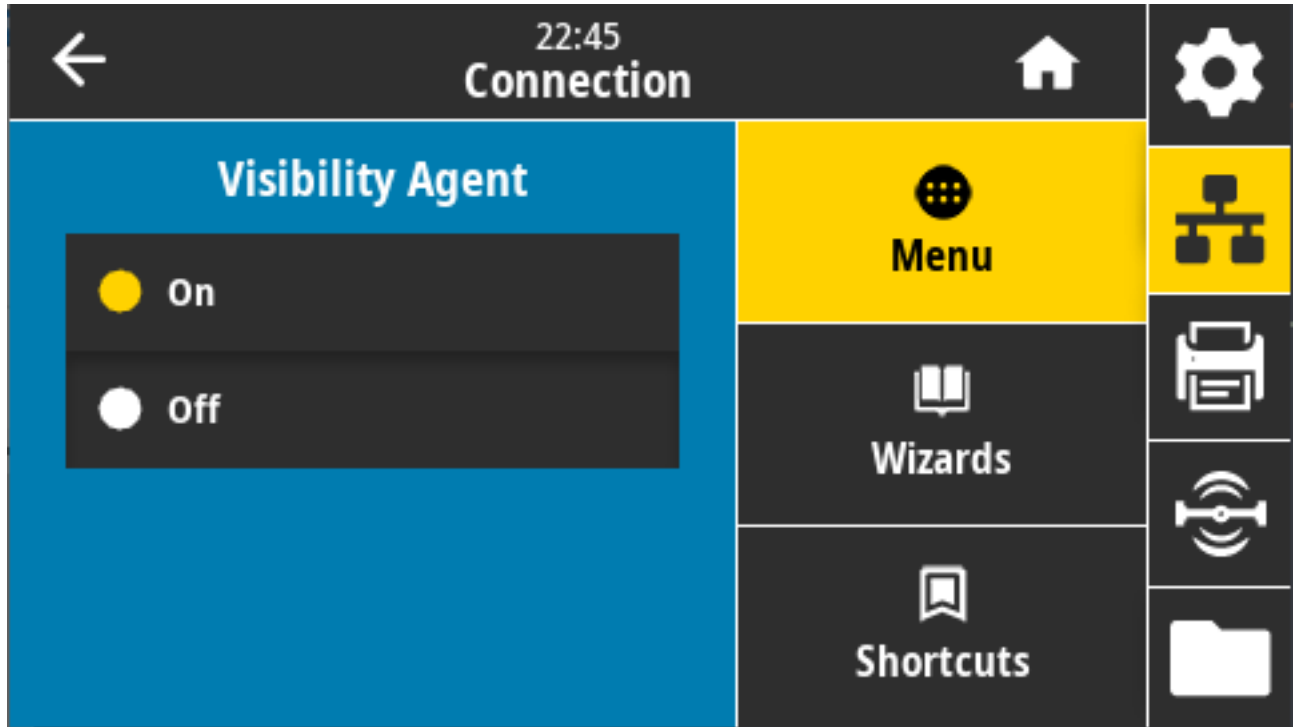 22:45
Connection
Visibility Agent
On
Off
Menu
Wizards
Shortcuts